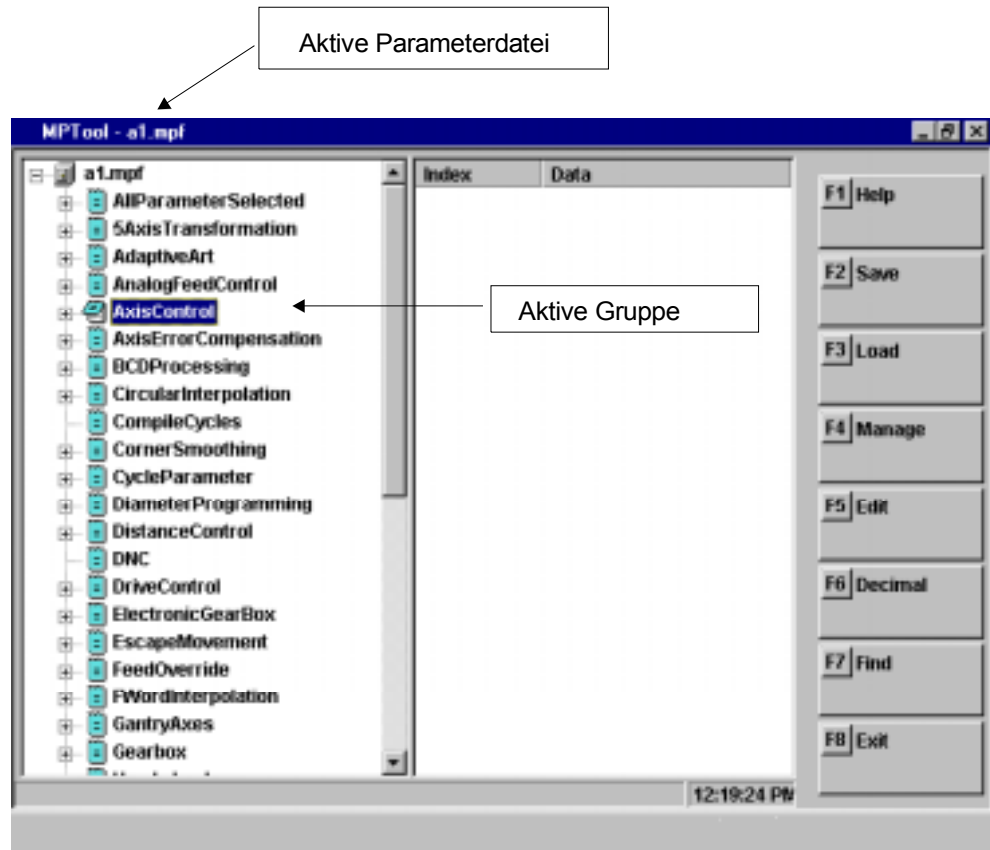 Aktive Parameterdatei
MPTool - a1.mpf
a1.mpf
AllParameterSelected
5AxisTransformation
AdaptiveArt
AnalogFeedControl
AxisControl
AxisErrorCompensation
BCDProcessing
CircularInterpolation
CompileCycles
CornerSmoothing
CycleParameter
DiameterProgramming
DistanceControl
DNC
DriveControl
ElectronicGearBox
EscapeMovement
FeedOverride
FWordInterpolation
GantryAxes
Gearbox
Index Data
Aktive Gruppe
F1 Help
F2 Save
F3 Load
F4 Manage
F5 Edit
F6 Decimal
F7 Find
F8 Exit
12:19:24 PM